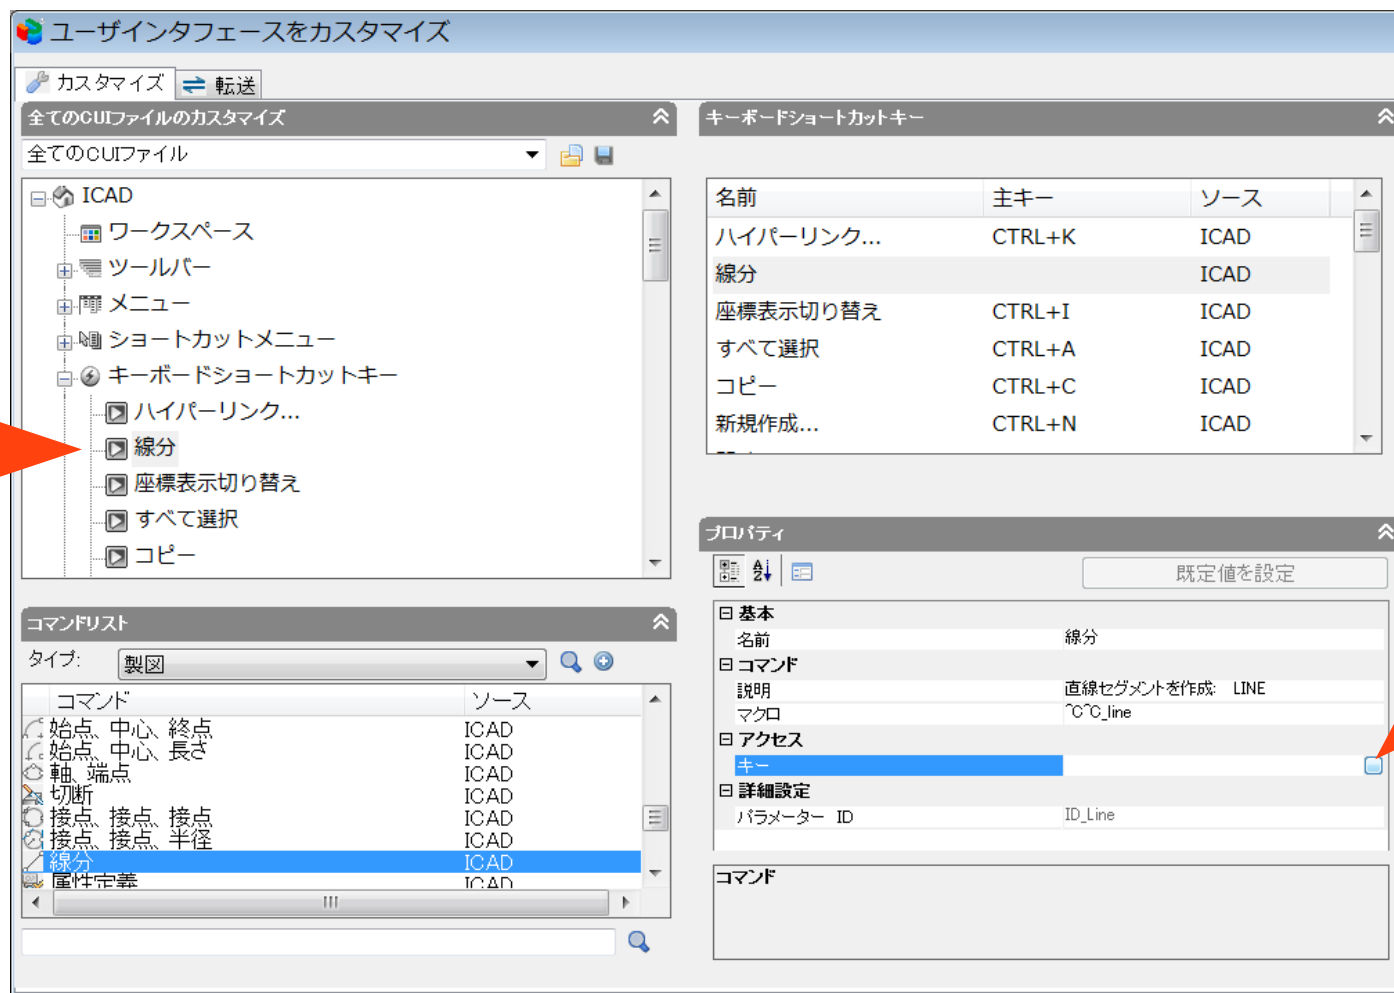 ユーザインタフェースをカスタマイズ
カスタマイズ
転送
全てのCUIファイルのカスタマイズ
全てのCUIファイル
ICAD
ワークスペース
ツールバー
メニュー
ショートカットメニュー
キーボードショートカットキー
ハイパーリンク...
線分
座標表示切り替え
すべて選択
コピー
コマンドリスト
タイプ: 製図
コマンド ソース
始点、中心、終点 ICAD
始点、中心、長さ ICAD
軸、端点 ICAD
切断 ICAD
接点、接点、接点 ICAD
接点、接点、半径 ICAD
線分 ICAD
属性定義 ICAD
キーボードショートカットキー
名前 主キー ソース
ハイパーリンク... CTRL+K ICAD
線分 ICAD
座標表示切り替え CTRL+I ICAD
すべて選択 CTRL+A ICAD
コピー CTRL+C ICAD
新規作成... CTRL+N ICAD
プロパティ
既定値を設定
基本
名前 線分
コマンド
説明 直線セグメントを作成: LINE
マクロ ^C^C_line
アクセス
キー
詳細設定
パラメーター ID ID_Line
コマンド